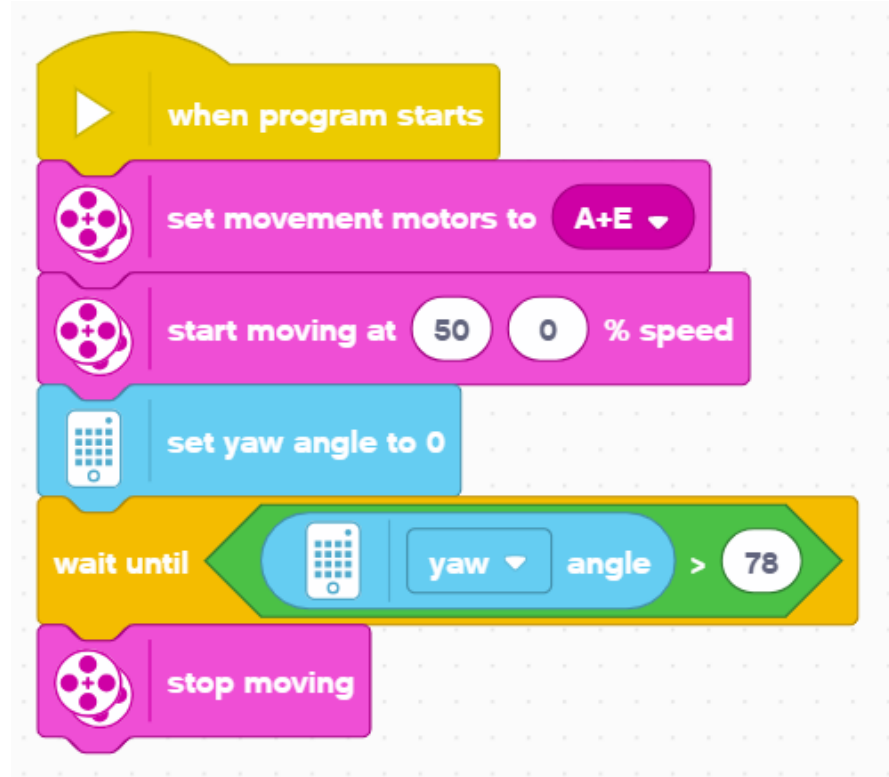 when program starts
set movement motors to A+E
start moving at 50 0 % speed
set yaw angle to 0
wait until yaw angle > 78
stop moving